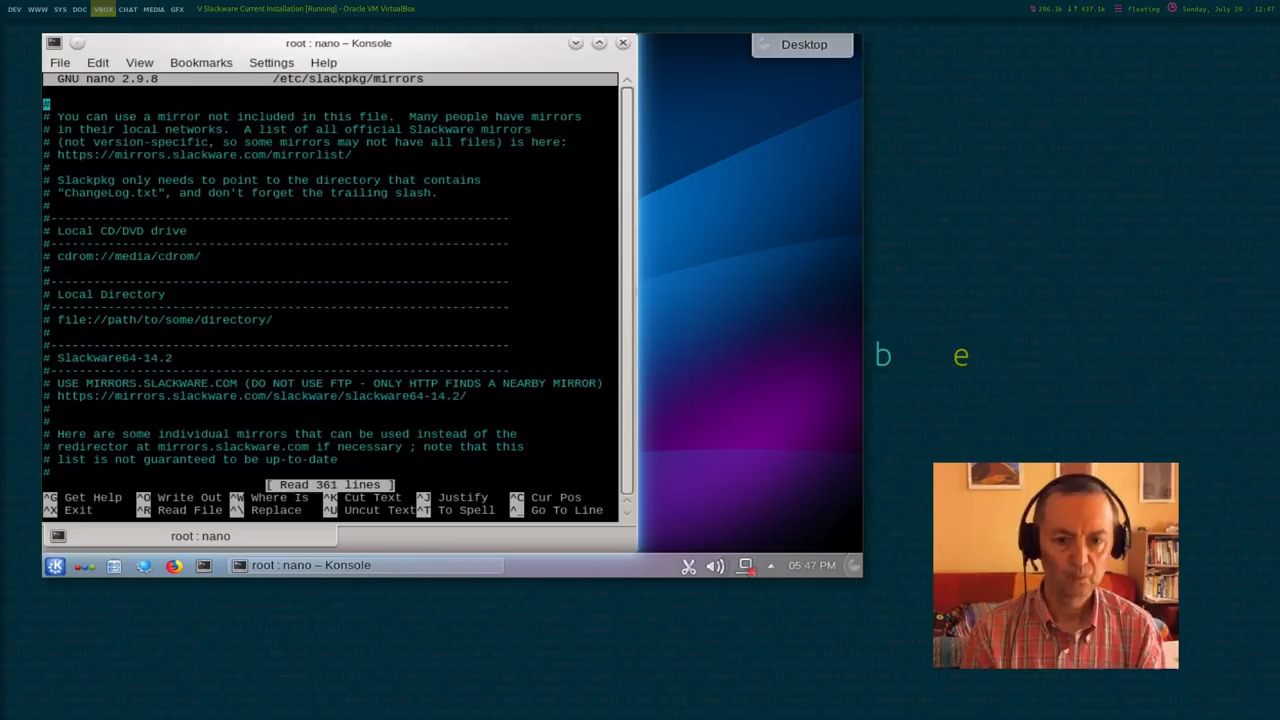 DEV WWW SYS DOC VBOX CHAT MEDIA GFX V Slackware Current Installation [Running] - Oracle VM VirtualBox 296.3k 437.1k floating Sunday, July 29 - 12:47
root : nano – Konsole
Desktop
File Edit View Bookmarks Settings Help
GNU nano 2.9.8 /etc/slackpkg/mirrors
#
# You can use a mirror not included in this file. Many people have mirrors
# in their local networks. A list of all official Slackware mirrors
# (not version-specific, so some mirrors may not have all files) is here:
# https://mirrors.slackware.com/mirrorlist/
#
# Slackpkg only needs to point to the directory that contains
# "ChangeLog.txt", and don't forget the trailing slash.
#
#---------------------------------------------------------------
# Local CD/DVD drive
#---------------------------------------------------------------
# cdrom://media/cdrom/
#
#---------------------------------------------------------------
# Local Directory
#---------------------------------------------------------------
# file://path/to/some/directory/
#
#---------------------------------------------------------------
# Slackware64-14.2
#---------------------------------------------------------------
# USE MIRRORS.SLACKWARE.COM (DO NOT USE FTP - ONLY HTTP FINDS A NEARBY MIRROR)
# https://mirrors.slackware.com/slackware/slackware64-14.2/
#
#
# Here are some individual mirrors that can be used instead of the
# redirector at mirrors.slackware.com if necessary ; note that this
# list is not guaranteed to be up-to-date
#
[ Read 361 lines ]
^G Get Help ^O Write Out ^W Where Is ^K Cut Text ^J Justify ^C Cur Pos
^X Exit ^R Read File ^\ Replace ^U Uncut Text ^T To Spell ^_ Go To Line
root : nano
root : nano – Konsole 05:47 PM
b e